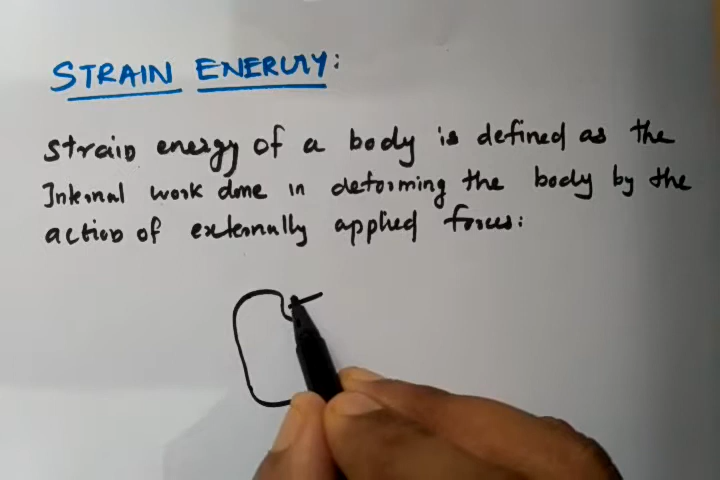 STRAIN ENERGY:
Strain energy of a body is defined as the
Internal work done in deforming the body by the
action of externally applied forces: